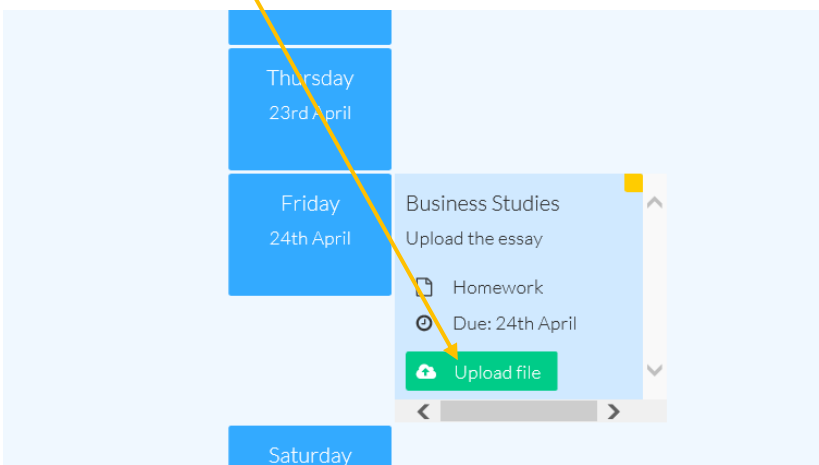 Thursday
23rd April
Friday
24th April
Business Studies
Upload the essay
Homework
Due: 24th April
Upload file
Saturday